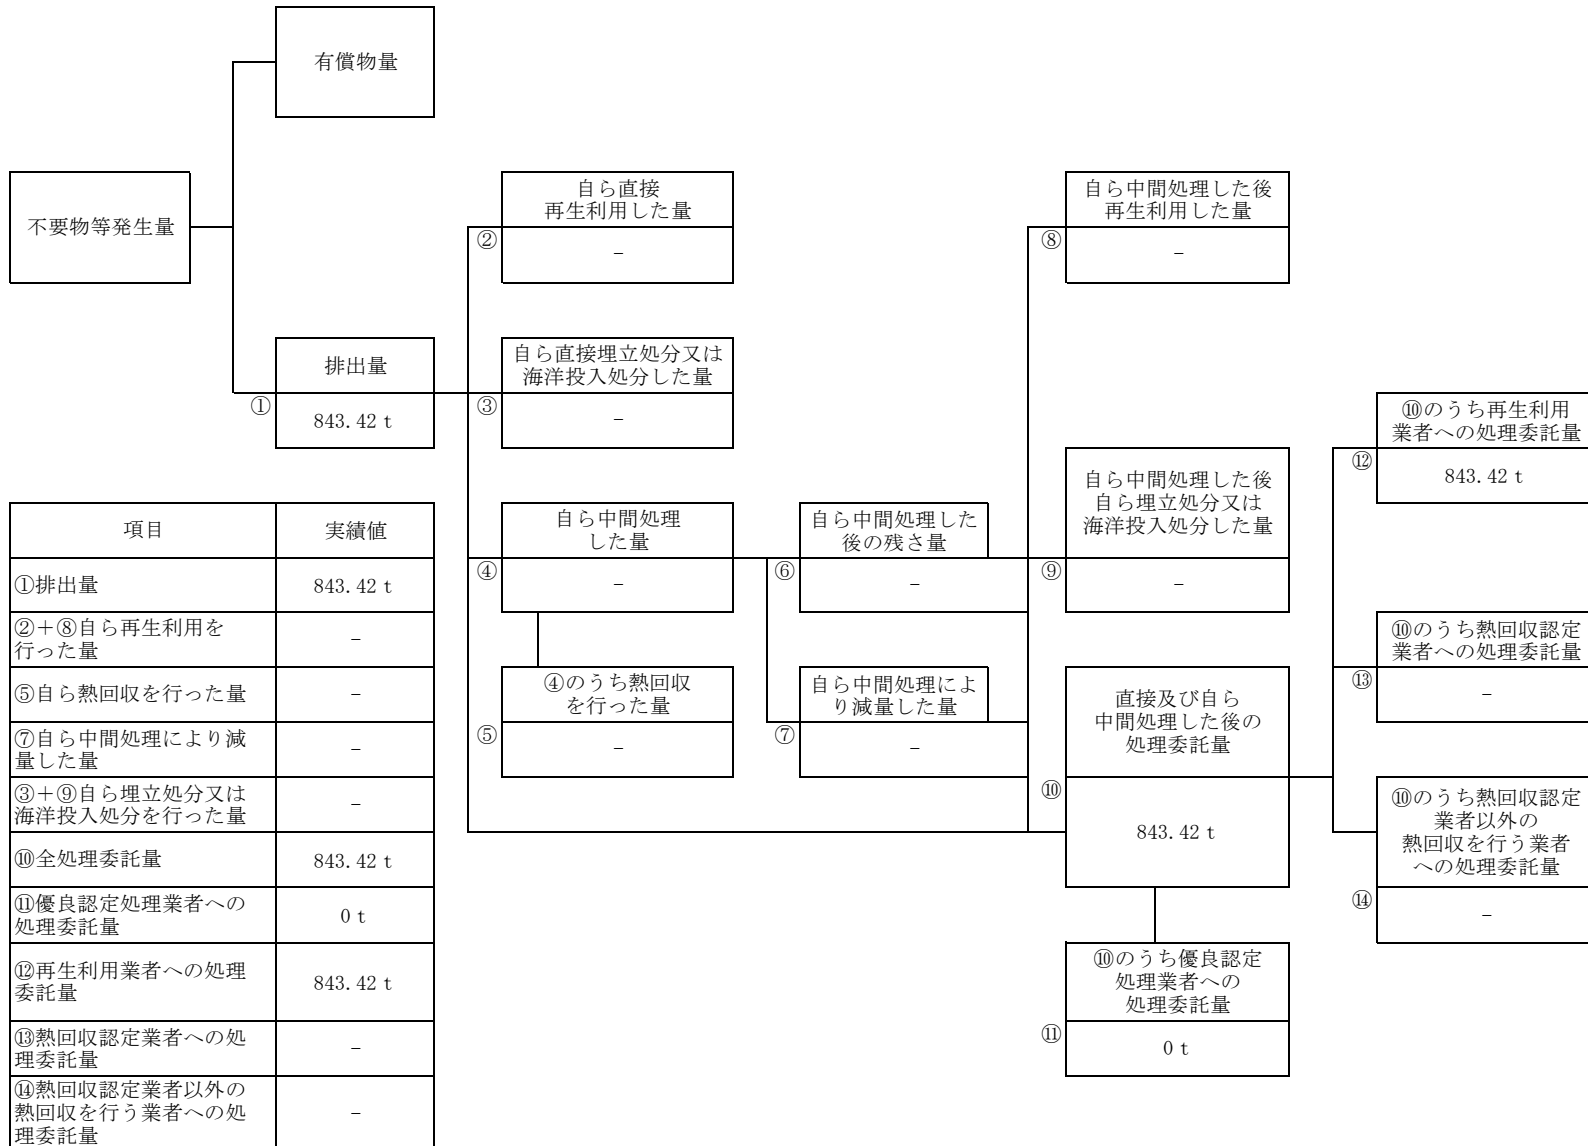 有償物量
不要物等発生量
自ら直接
再生利用した量
②
－
自ら中間処理した後
再生利用した量
⑧
－
排出量
①
843.42 t
自ら直接埋立処分又は
海洋投入処分した量
③
－
⑩のうち再生利用
業者への処理委託量
⑫
843.42 t
自ら中間処理
した量
④
－
自ら中間処理した
後の残さ量
⑥
－
自ら中間処理した後
自ら埋立処分又は
海洋投入処分した量
⑨
－
⑩のうち熱回収認定
業者への処理委託量
⑬
－
④のうち熱回収
を行った量
⑤
－
自ら中間処理によ
り減量した量
⑦
－
直接及び自ら
中間処理した後の
処理委託量
⑩
843.42 t
⑩のうち熱回収認定
業者以外の
熱回収を行う業者
への処理委託量
⑭
－
⑩のうち優良認定
処理業者への
処理委託量
⑪
0 t
項目 実績値
①排出量 843.42 t
②＋⑧自ら再生利用を
行った量 －
⑤自ら熱回収を行った量 －
⑦自ら中間処理により減
量した量 －
③＋⑨自ら埋立処分又は
海洋投入処分を行った量 －
⑩全処理委託量 843.42 t
⑪優良認定処理業者への
処理委託量 0 t
⑫再生利用業者への処理
委託量 843.42 t
⑬熱回収認定業者への処
理委託量 －
⑭熱回収認定業者以外の
熱回収を行う業者への処
理委託量 －